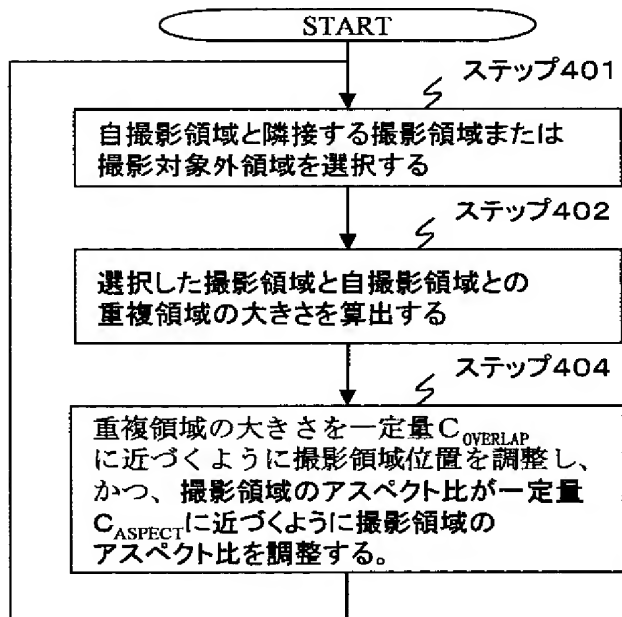 START
ステップ401
自撮影領域と隣接する撮影領域または
撮影対象外領域を選択する
ステップ402
選択した撮影領域と自撮影領域との
重複領域の大きさを算出する
ステップ404
重複領域の大きさを一定量COVERLAP
に近づくように撮影領域位置を調整し、
かつ、撮影領域のアスペクト比が一定量
CASPECTに近づくように撮影領域の
アスペクト比を調整する。